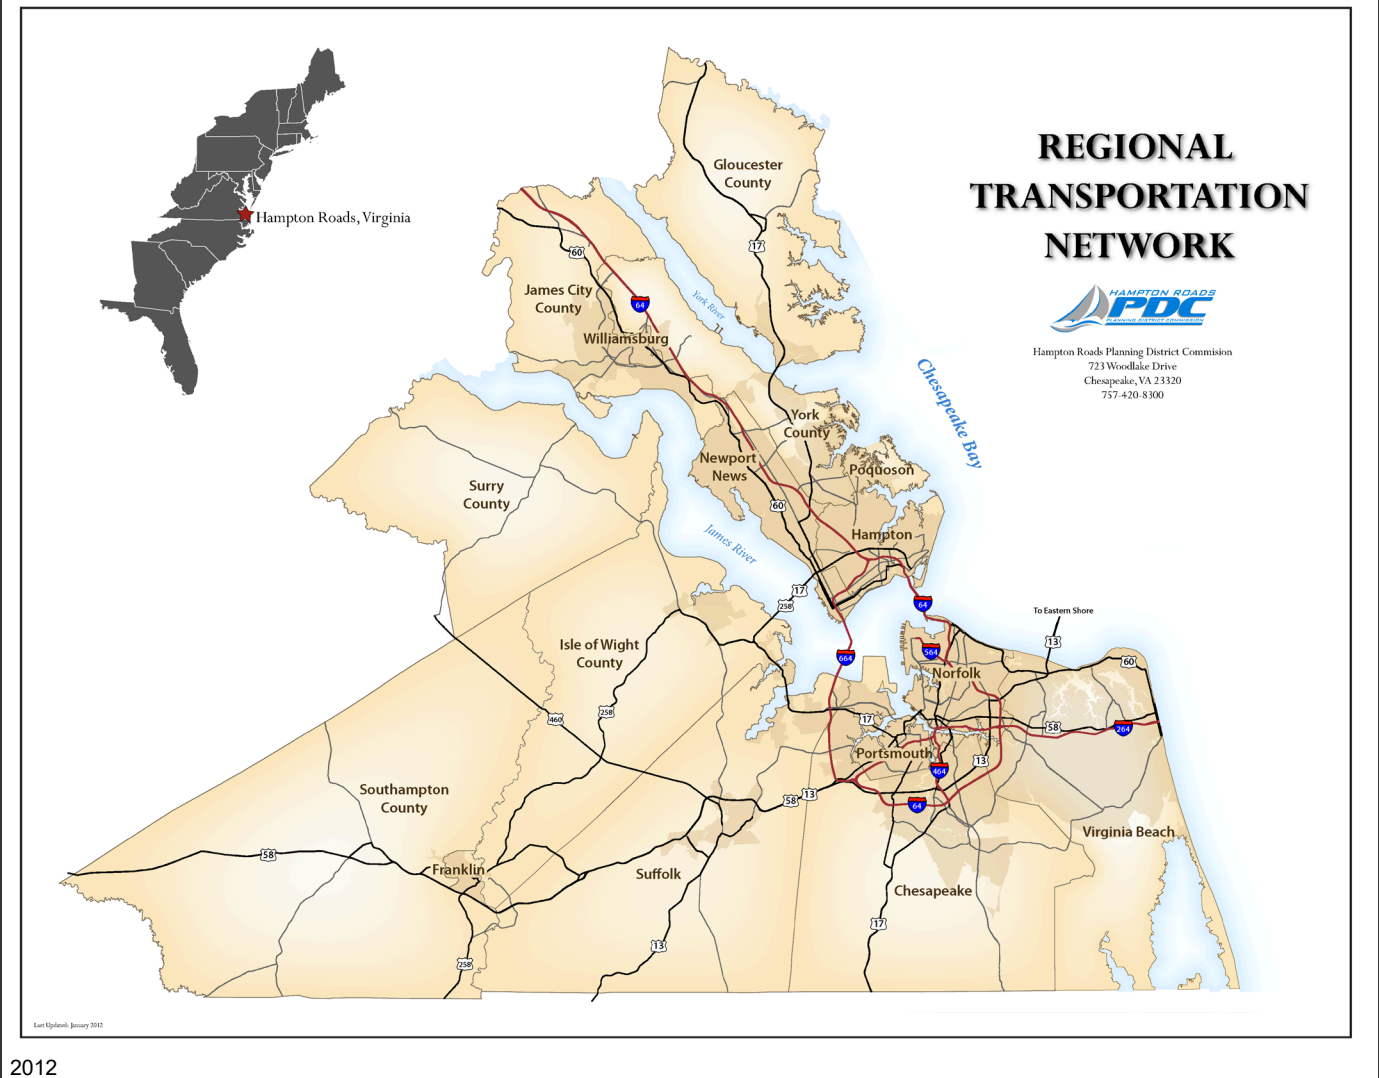 REGIONAL
TRANSPORTATION
NETWORK
HAMPTON ROADS
PDC
PLANNING DISTRICT COMMISSION
Hampton Roads Planning District Commision
723 Woodlake Drive
Chesapeake, VA 23320
757-420-8300
Hampton Roads, Virginia
Gloucester
County
17
60
James City
County
64
York River
Williamsburg
Chesapeake Bay
York
County
Newport
News
Poquoson
Surry
County
60
Hampton
James River
17
258
64
To Eastern Shore
13
Isle of Wight
County
664
564
60
Norfolk
258
460
17
58
264
Portsmouth
13
464
Southampton
County
58
13
64
Virginia Beach
58
Franklin
Suffolk
Chesapeake
17
13
258
Last Updated: January 2012
2012